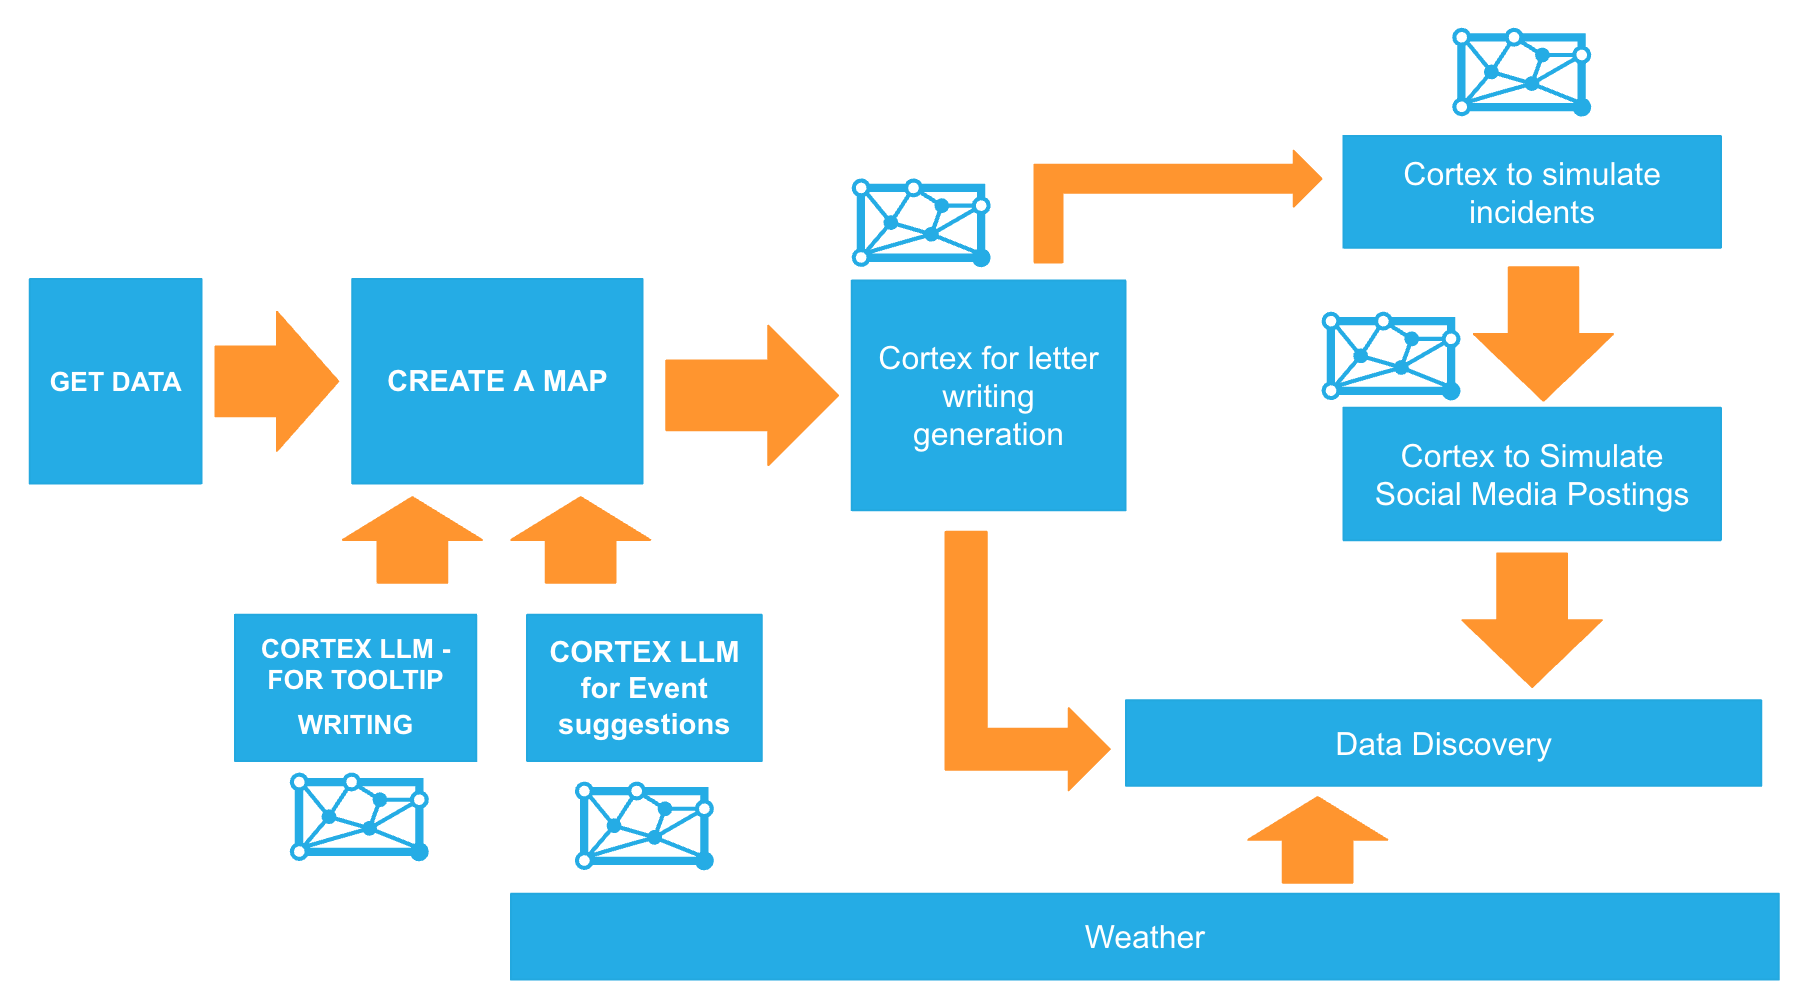 GET DATA
CREATE A MAP
CORTEX LLM -
FOR TOOLTIP
WRITING
CORTEX LLM
for Event
suggestions
Cortex for letter
writing
generation
Cortex to simulate
incidents
Cortex to Simulate
Social Media Postings
Data Discovery
Weather